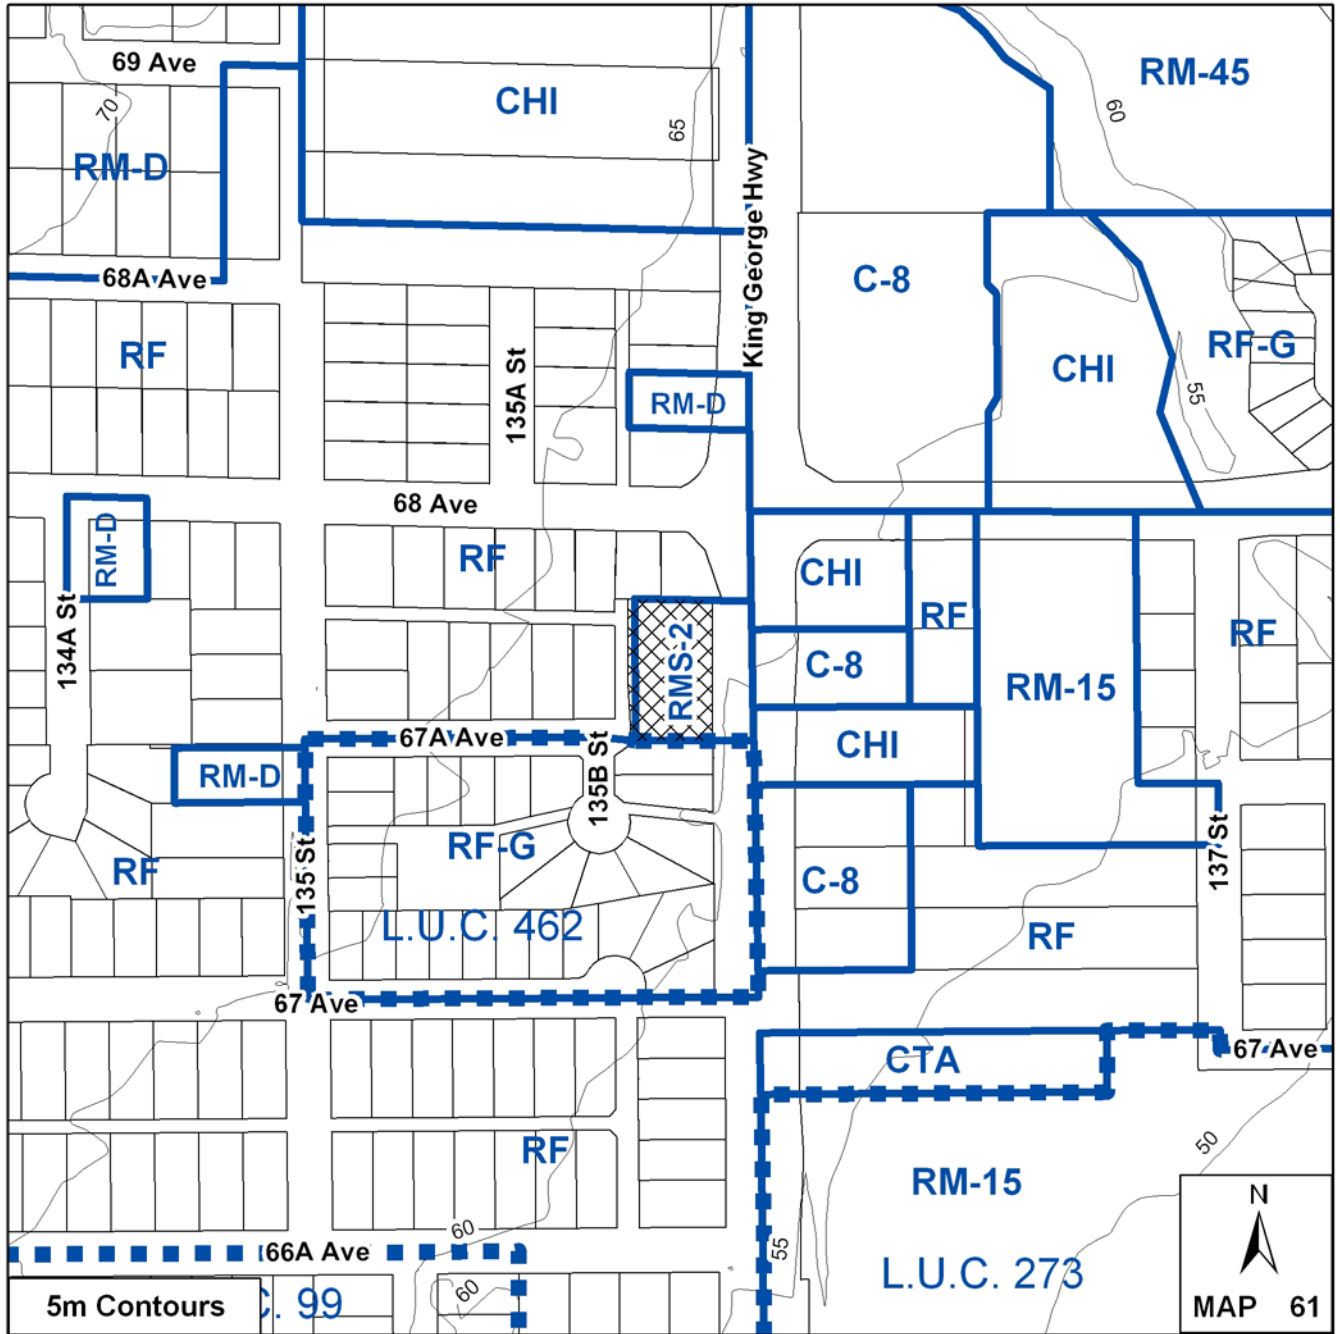 69 Ave
70
CHI
65
RM-45
60
RM-D
King George Hwy
68A Ave
C-8
RF
135A St
RM-D
CHI
RF-G
55
68 Ave
RM-D
RF
CHI
RF
RF
134A St
RMS-2
C-8
RM-15
67A Ave
CHI
RM-D
135B St
RF
135 St
RF-G
C-8
137 St
L.U.C. 462
RF
67 Ave
CTA
67 Ave
RF
50
RM-15
60
66A Ave
55
L.U.C. 273
60
C. 99
5m Contours
N
MAP 61